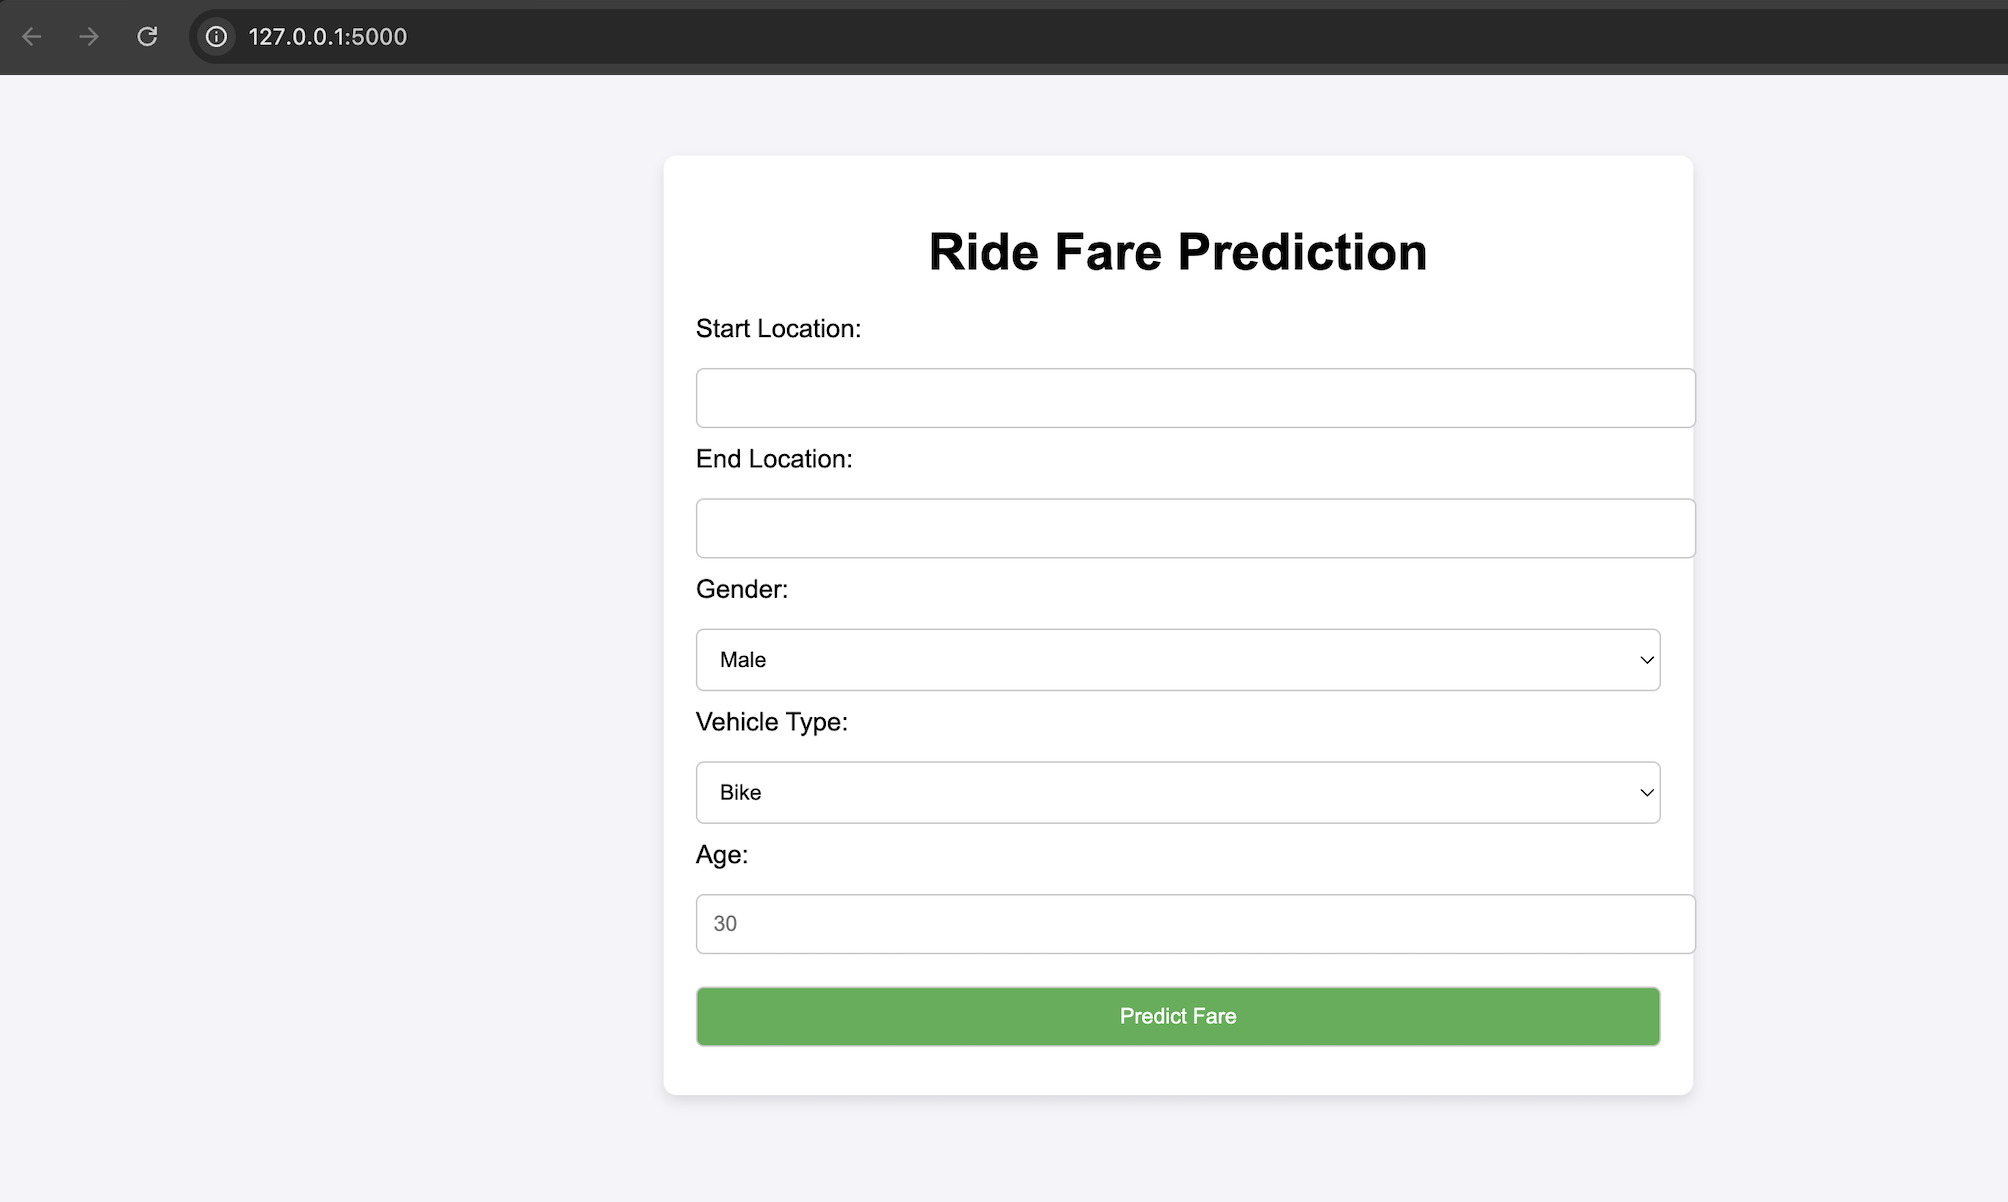 127.0.0.1:5000
Ride Fare Prediction
Start Location:
End Location:
Gender:
Male
Vehicle Type:
Bike
Age:
30
Predict Fare